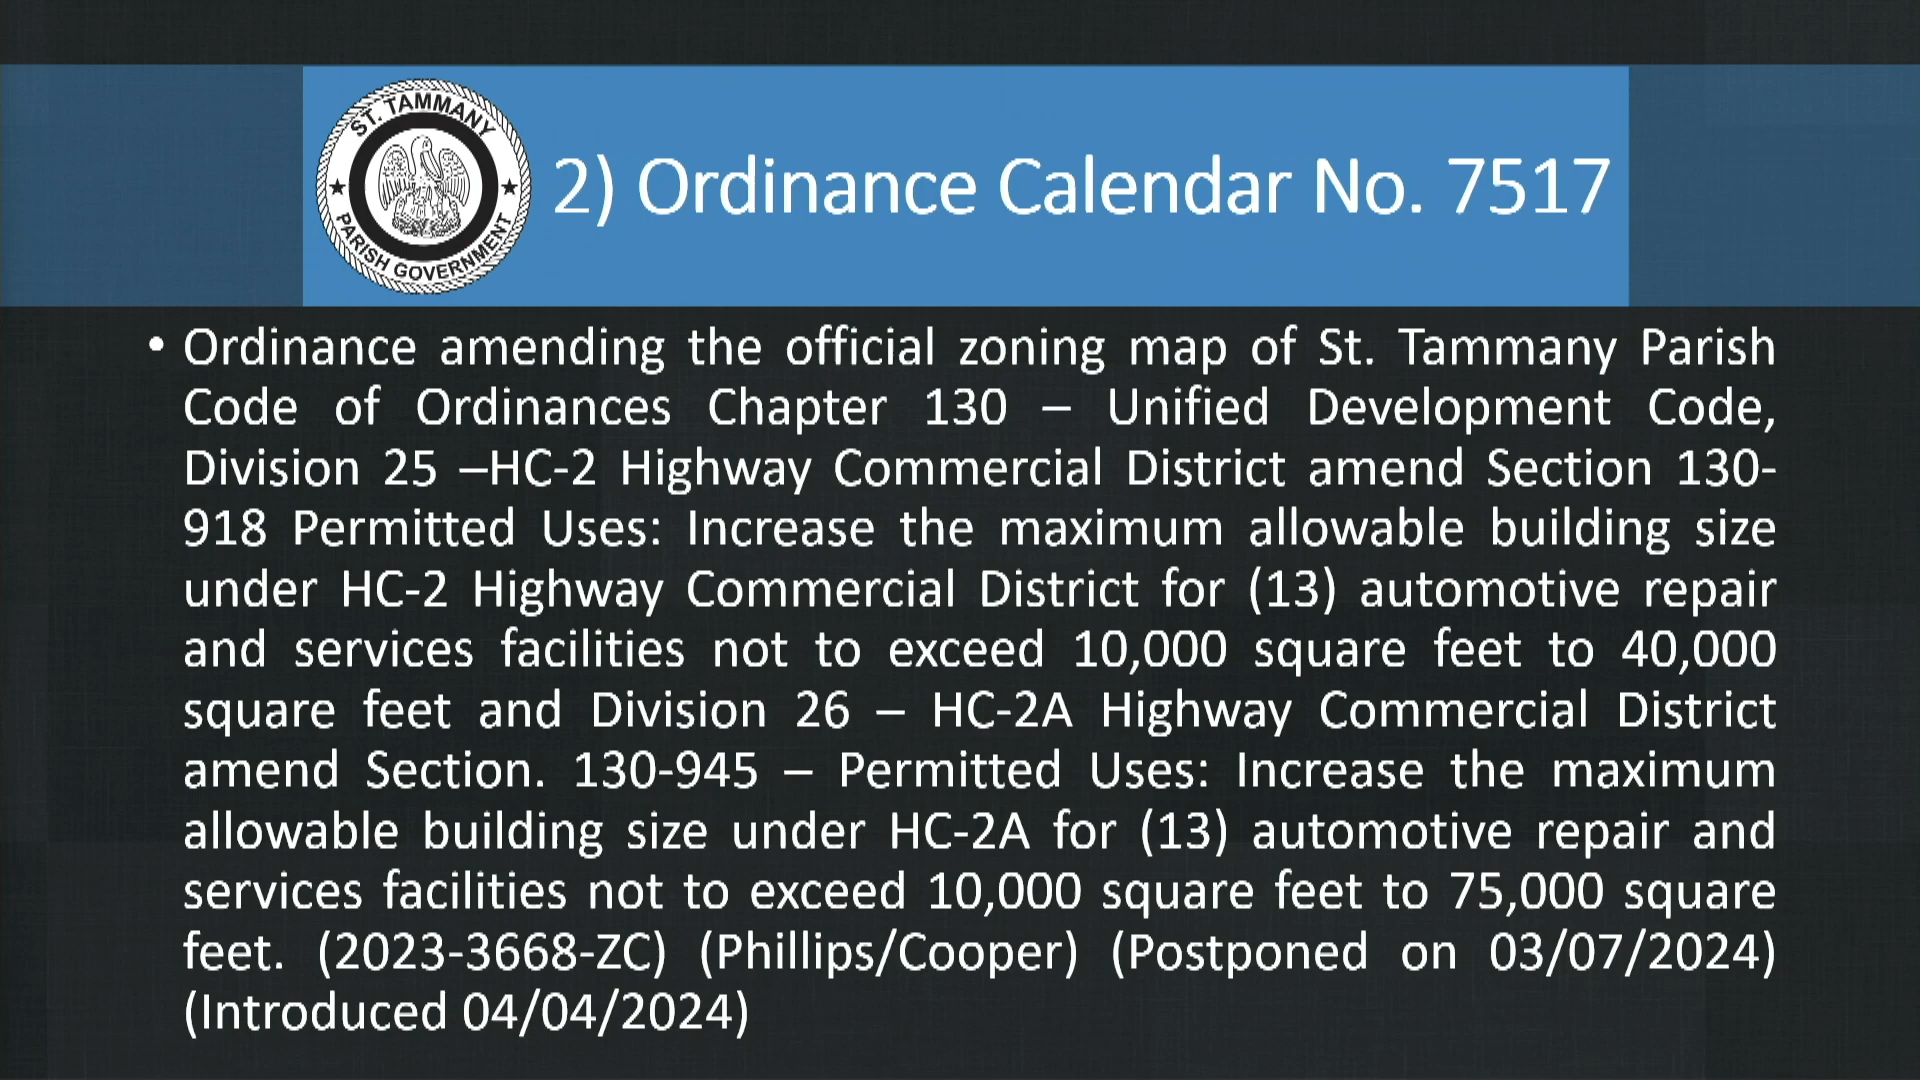 ST. TAMMANY
PARISH GOVERNMENT
2) Ordinance Calendar No. 7517
• Ordinance amending the official zoning map of St. Tammany Parish
Code of Ordinances Chapter 130 – Unified Development Code,
Division 25 –HC-2 Highway Commercial District amend Section 130-
918 Permitted Uses: Increase the maximum allowable building size
under HC-2 Highway Commercial District for (13) automotive repair
and services facilities not to exceed 10,000 square feet to 40,000
square feet and Division 26 – HC-2A Highway Commercial District
amend Section. 130-945 – Permitted Uses: Increase the maximum
allowable building size under HC-2A for (13) automotive repair and
services facilities not to exceed 10,000 square feet to 75,000 square
feet. (2023-3668-ZC) (Phillips/Cooper) (Postponed on 03/07/2024)
(Introduced 04/04/2024)